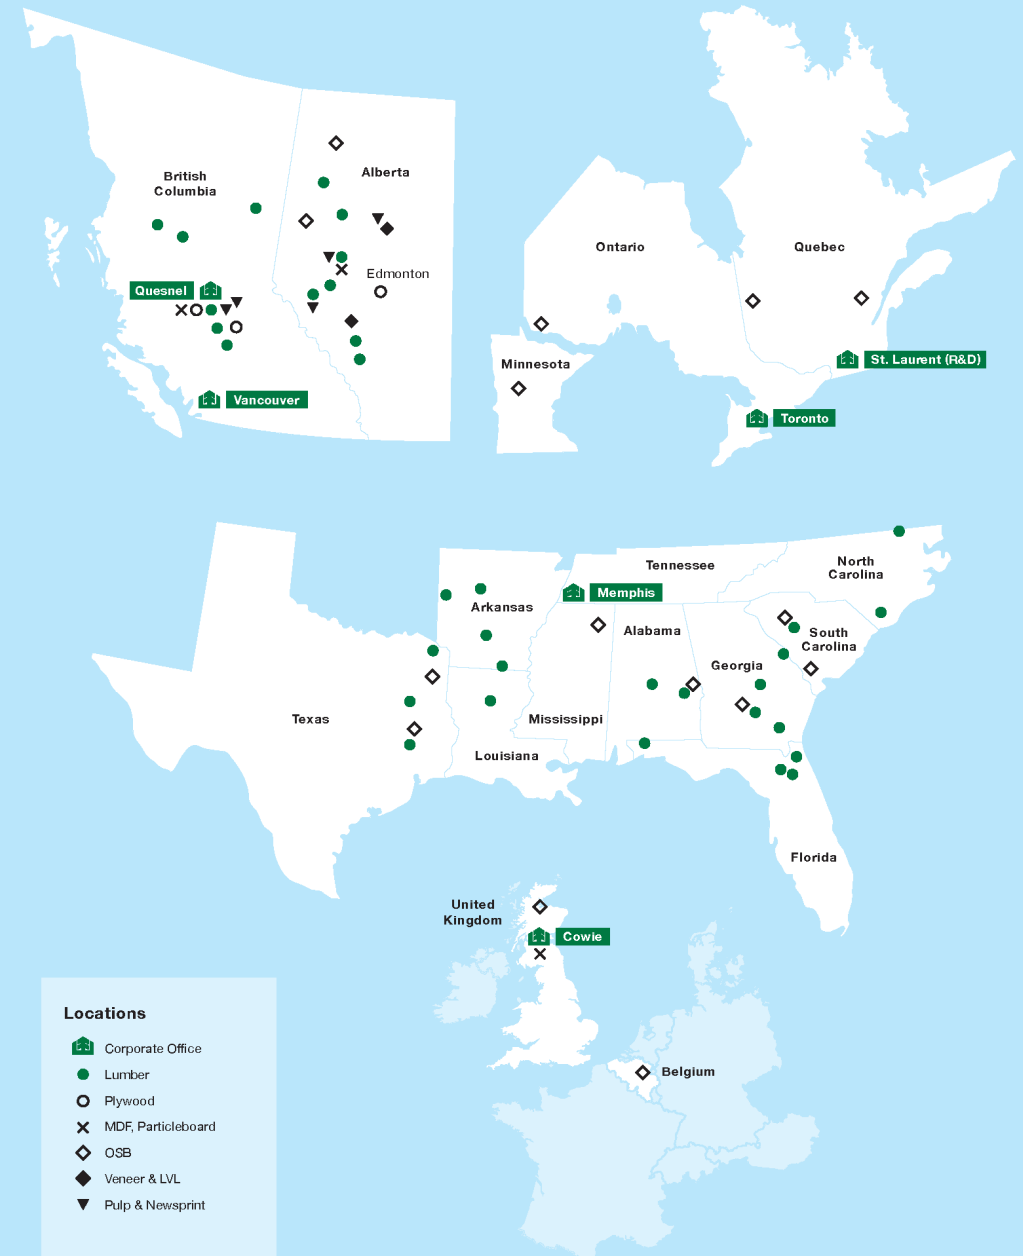 British
Columbia
Alberta
Quesnel
Edmonton
Vancouver
Ontario
Quebec
Minnesota
St. Laurent (R&D)
Toronto
Tennessee
North
Carolina
Memphis
Arkansas
Alabama
South
Carolina
Georgia
Texas
Mississippi
Louisiana
Florida
United
Kingdom
Cowie
Belgium
Locations
Corporate Office
Lumber
Plywood
MDF, Particleboard
OSB
Veneer & LVL
Pulp & Newsprint